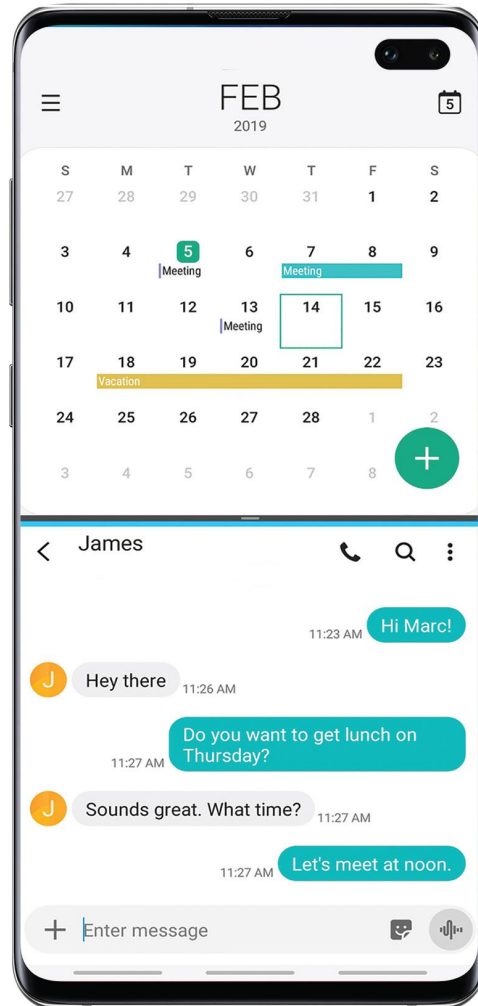 FEB
5
2019
S M T W T F S
27 28 29 30 31 1 2
3 4 5 6 7 8 9
Meeting Meeting
10 11 12 13 14 15 16
Meeting
17 18 19 20 21 22 23
Vacation
24 25 26 27 28 1 2
3 4 5 6 7 8
James
11:23 AM Hi Marc!
J Hey there 11:26 AM
Do you want to get lunch on
11:27 AM Thursday?
J Sounds great. What time? 11:27 AM
11:27 AM Let's meet at noon.
Enter message